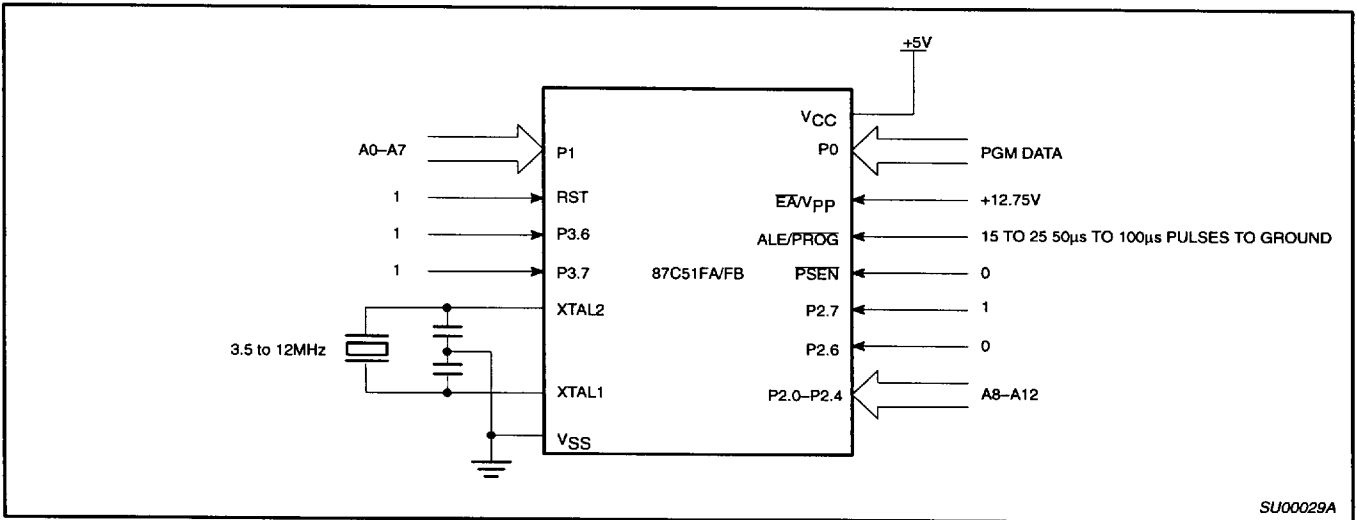 +5V
VCC
A0–A7
P1
P0
PGM DATA
1
RST
EA/VPP
+12.75V
1
P3.6
ALE/PROG
15 TO 25 50µs TO 100µs PULSES TO GROUND
1
P3.7
87C51FA/FB
PSEN
0
XTAL2
P2.7
1
3.5 to 12MHz
P2.6
0
XTAL1
P2.0–P2.4
A8–A12
VSS
SU00029A